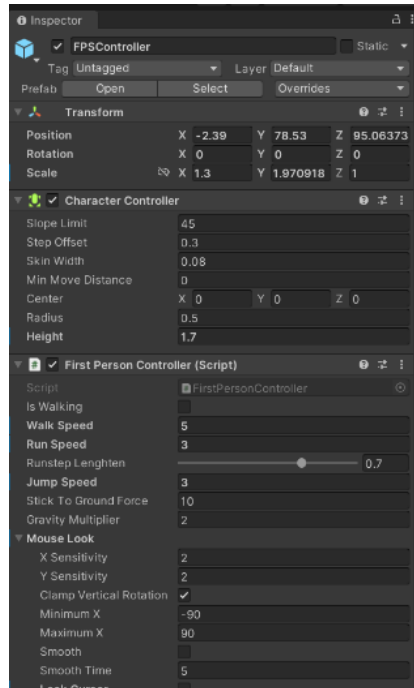 Inspector
FPSController Static
Tag Untagged Layer Default
Prefab Open Select Overrides
Transform
Position X -2.39 Y 78.53 Z 95.06373
Rotation X 0 Y 0 Z 0
Scale X 1.3 Y 1.970918 Z 1
Character Controller
Slope Limit 45
Step Offset 0.3
Skin Width 0.08
Min Move Distance 0
Center X 0 Y 0 Z 0
Radius 0.5
Height 1.7
First Person Controller (Script)
Script FirstPersonController
Is Walking
Walk Speed 5
Run Speed 3
Runstep Lenghten 0.7
Jump Speed 3
Stick To Ground Force 10
Gravity Multiplier 2
Mouse Look
X Sensitivity 2
Y Sensitivity 2
Clamp Vertical Rotation
Minimum X -90
Maximum X 90
Smooth
Smooth Time 5
Lock Cursor